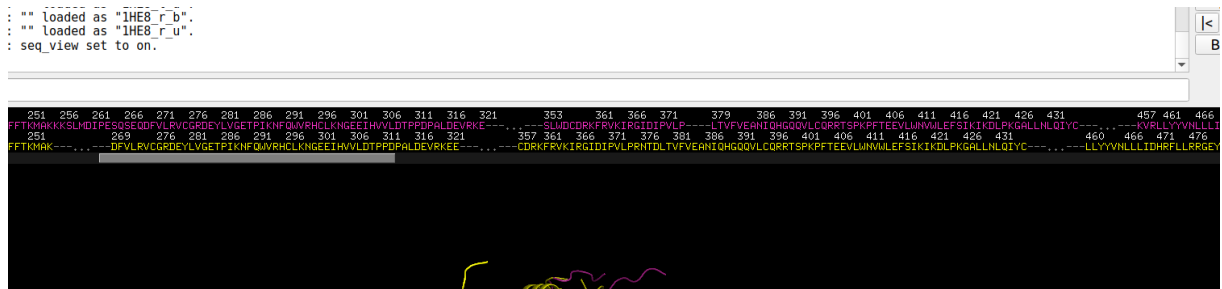 : "" loaded as "1HE8_r_b".
: "" loaded as "1HE8_r_u".
: seq_view set to on.
|<
B
251 256 261 266 271 276 281 286 291 296 301 306 311 316 321 353 361 366 371 379 386 391 396 401 406 411 416 421 426 431 457 461 466
FFTKMAKKKSLMDIPESQSEQDFVLRVCGRDEYLVGETPIKNFQWVRHCLKNGEEIHVVLDTPPDPALDEVRKE---...---SLWDCDRKFRVKIRGIDIPVLP---LTVFVEANIQHGQQVLCQRRTSPKPFTEEVLWNVWLEFSIKIKDLPKGALLNLQIYC---...---KVRLLYYVNLLLI
251 269 276 281 286 291 296 301 306 311 316 322 357 361 366 371 376 381 386 391 396 401 406 411 416 421 426 431 460 466 471 476
FFTKMAK---...---DFVLRVCGRDEYLVGETPIKNFQWVRHCLKNGEEIHVVLDTPPDPALDEVRKEE---...---CDRKFRVKIRGIDIPVLPRNTDLTVFVEANIQHGQQVLCQRRTSPKPFTEEVLWNVWLEFSIKIKDLPKGALLNLQIYC---...---LLYYVNLLLIDHRFLLRRGEY